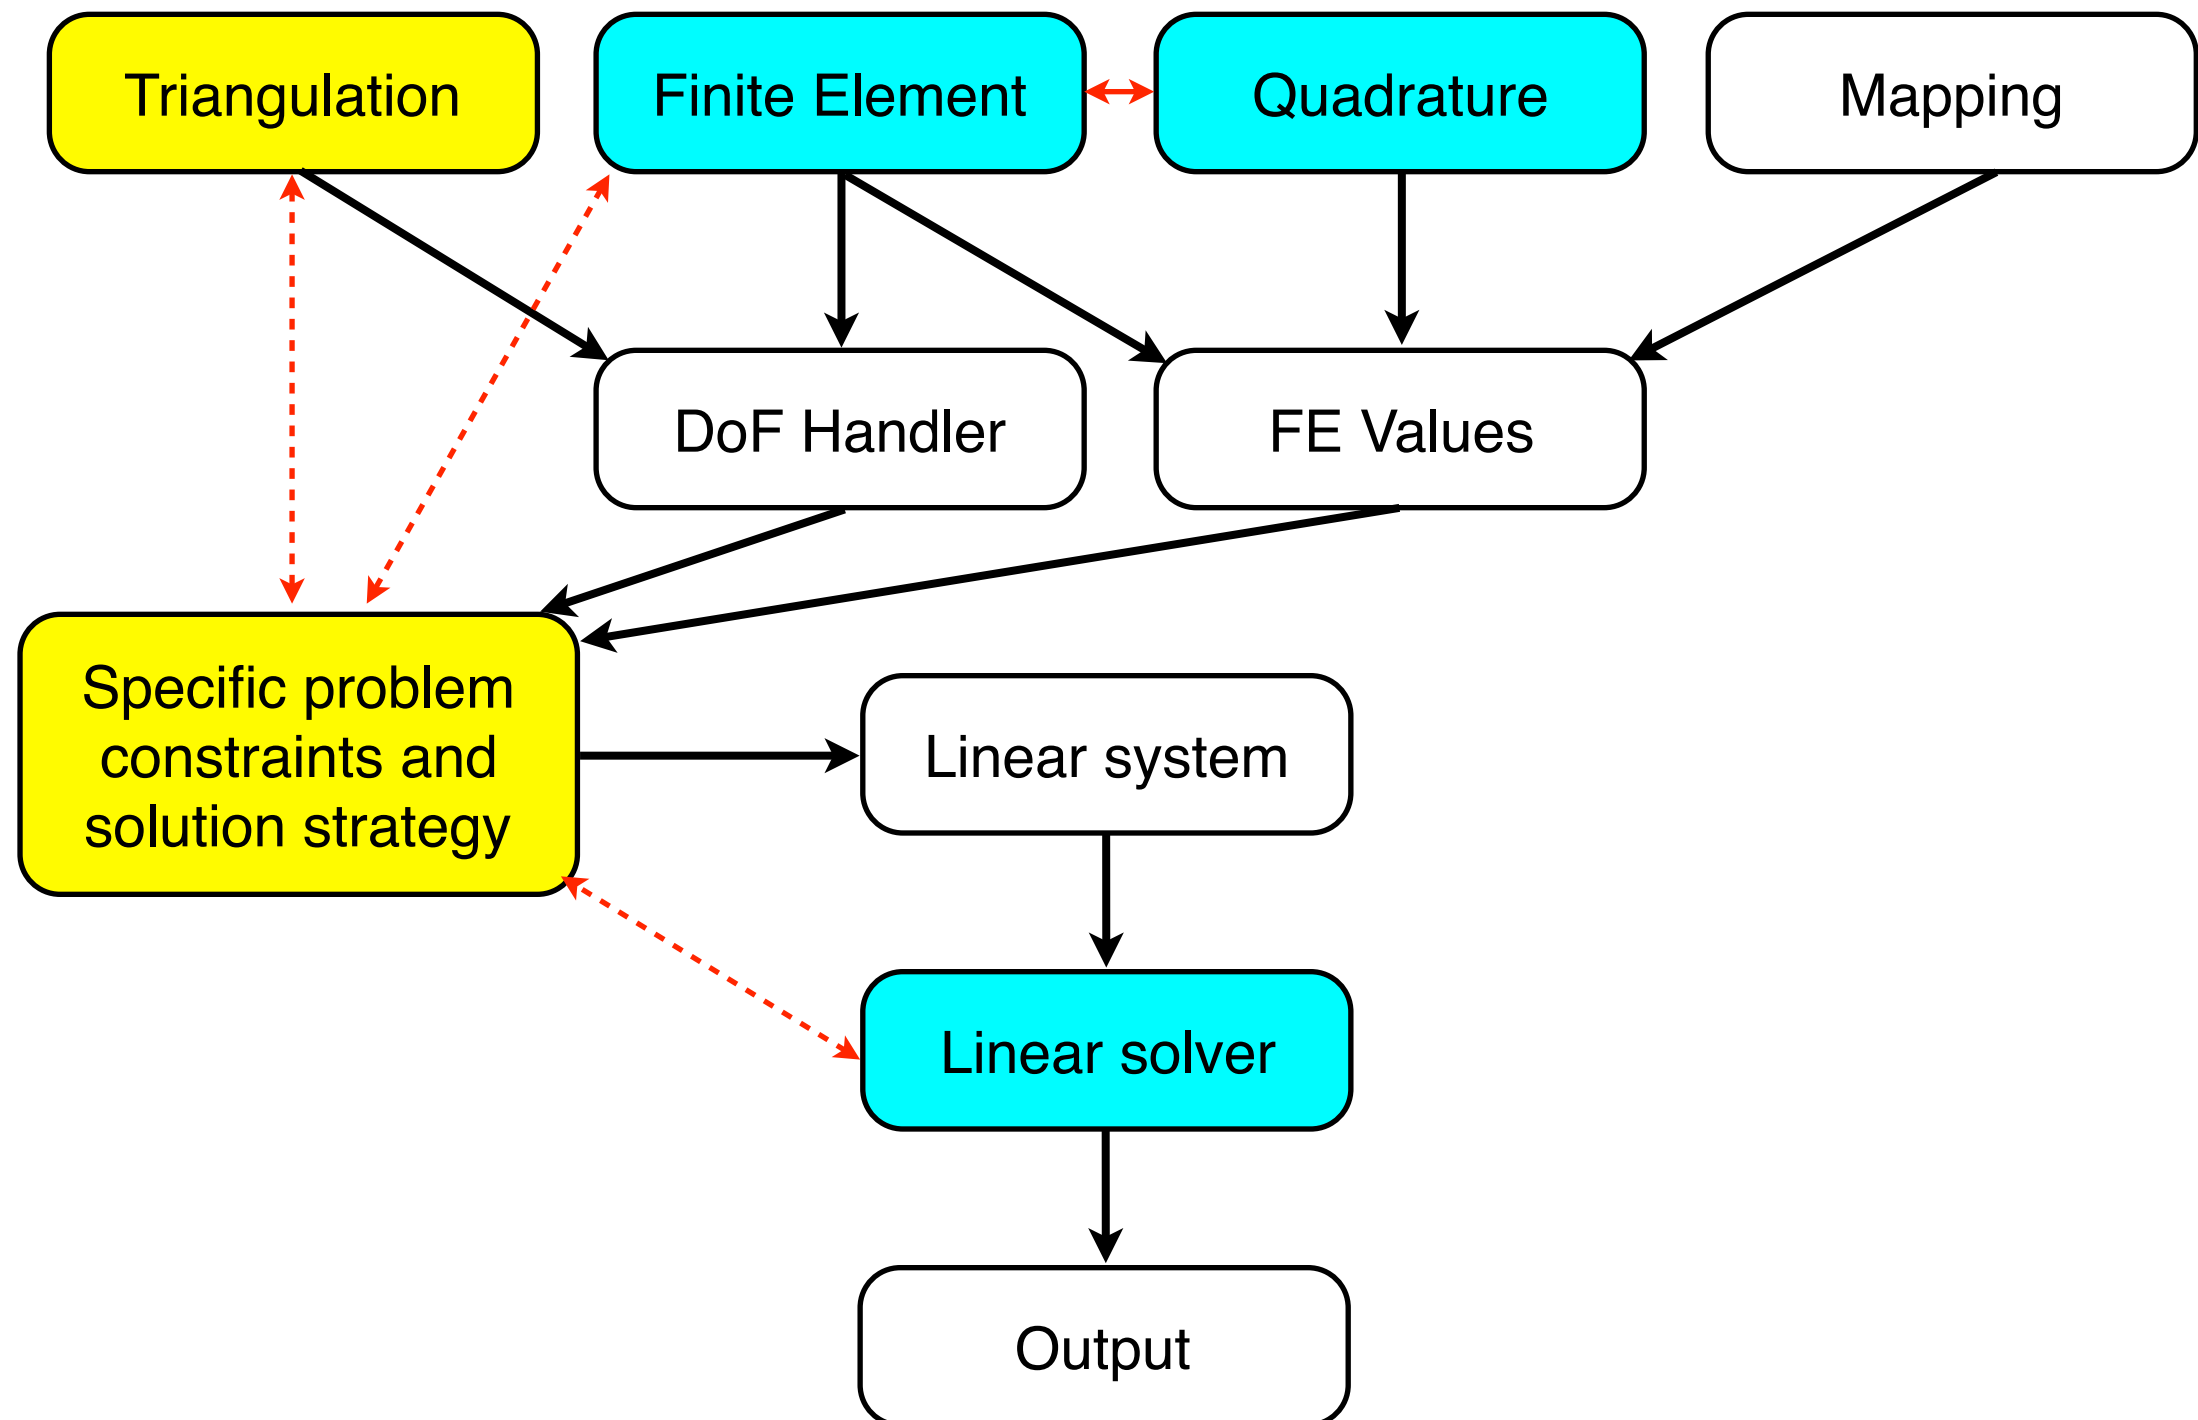 Triangulation
Finite Element
Quadrature
Mapping
DoF Handler
FE Values
Specific problem
constraints and
solution strategy
Linear system
Linear solver
Output